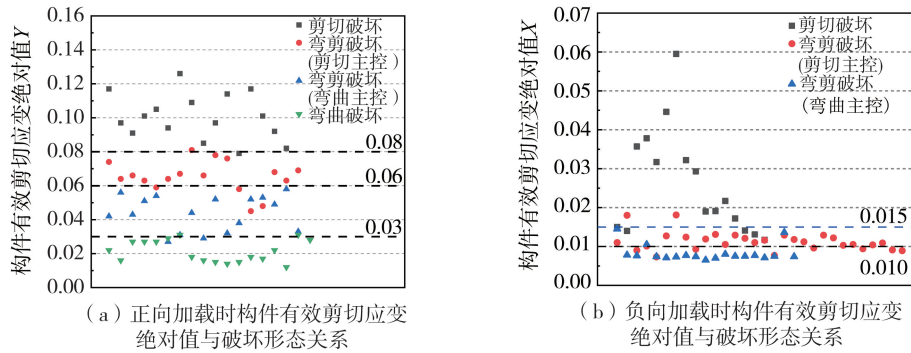 0.16
0.14
0.12
0.10
0.08
0.06
0.04
0.02
0.00
构件有效剪切应变绝对值Y
剪切破坏
弯剪破坏
(剪切主控)
弯剪破坏
(弯曲主控)
弯曲破坏
0.08
0.06
0.03
(a) 正向加载时构件有效剪切应变
绝对值与破坏形态关系
0.07
0.06
0.05
0.04
0.03
0.02
0.01
0.00
构件有效剪切应变绝对值X
剪切破坏
弯剪破坏
(剪切主控)
弯剪破坏
(弯曲主控)
0.015
0.010
(b) 负向加载时构件有效剪切应变
绝对值与破坏形态关系